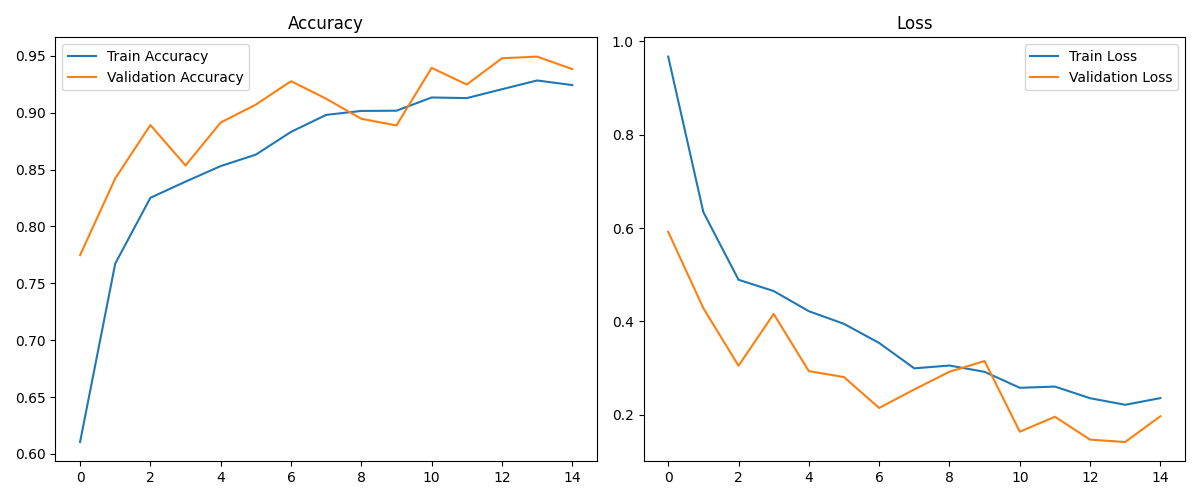 Accuracy
Train Accuracy
Validation Accuracy
0.95
0.90
0.85
0.80
0.75
0.70
0.65
0.60
0 2 4 6 8 10 12 14
Loss
Train Loss
Validation Loss
1.0
0.8
0.6
0.4
0.2
0 2 4 6 8 10 12 14